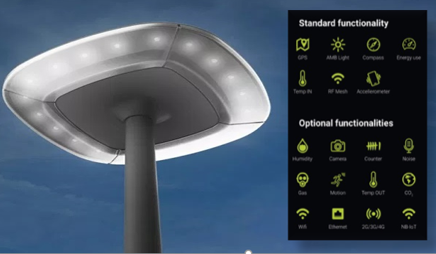 Standard functionality
GPS
AMB Light
Compass
Energy use
Temp IN
RF Mesh
Accelerometer
Optional functionalities
Humidity
Camera
Counter
Noise
Gas
Motion
Temp OUT
CO₂
Wifi
Ethernet
2G/3G/4G
NB IoT